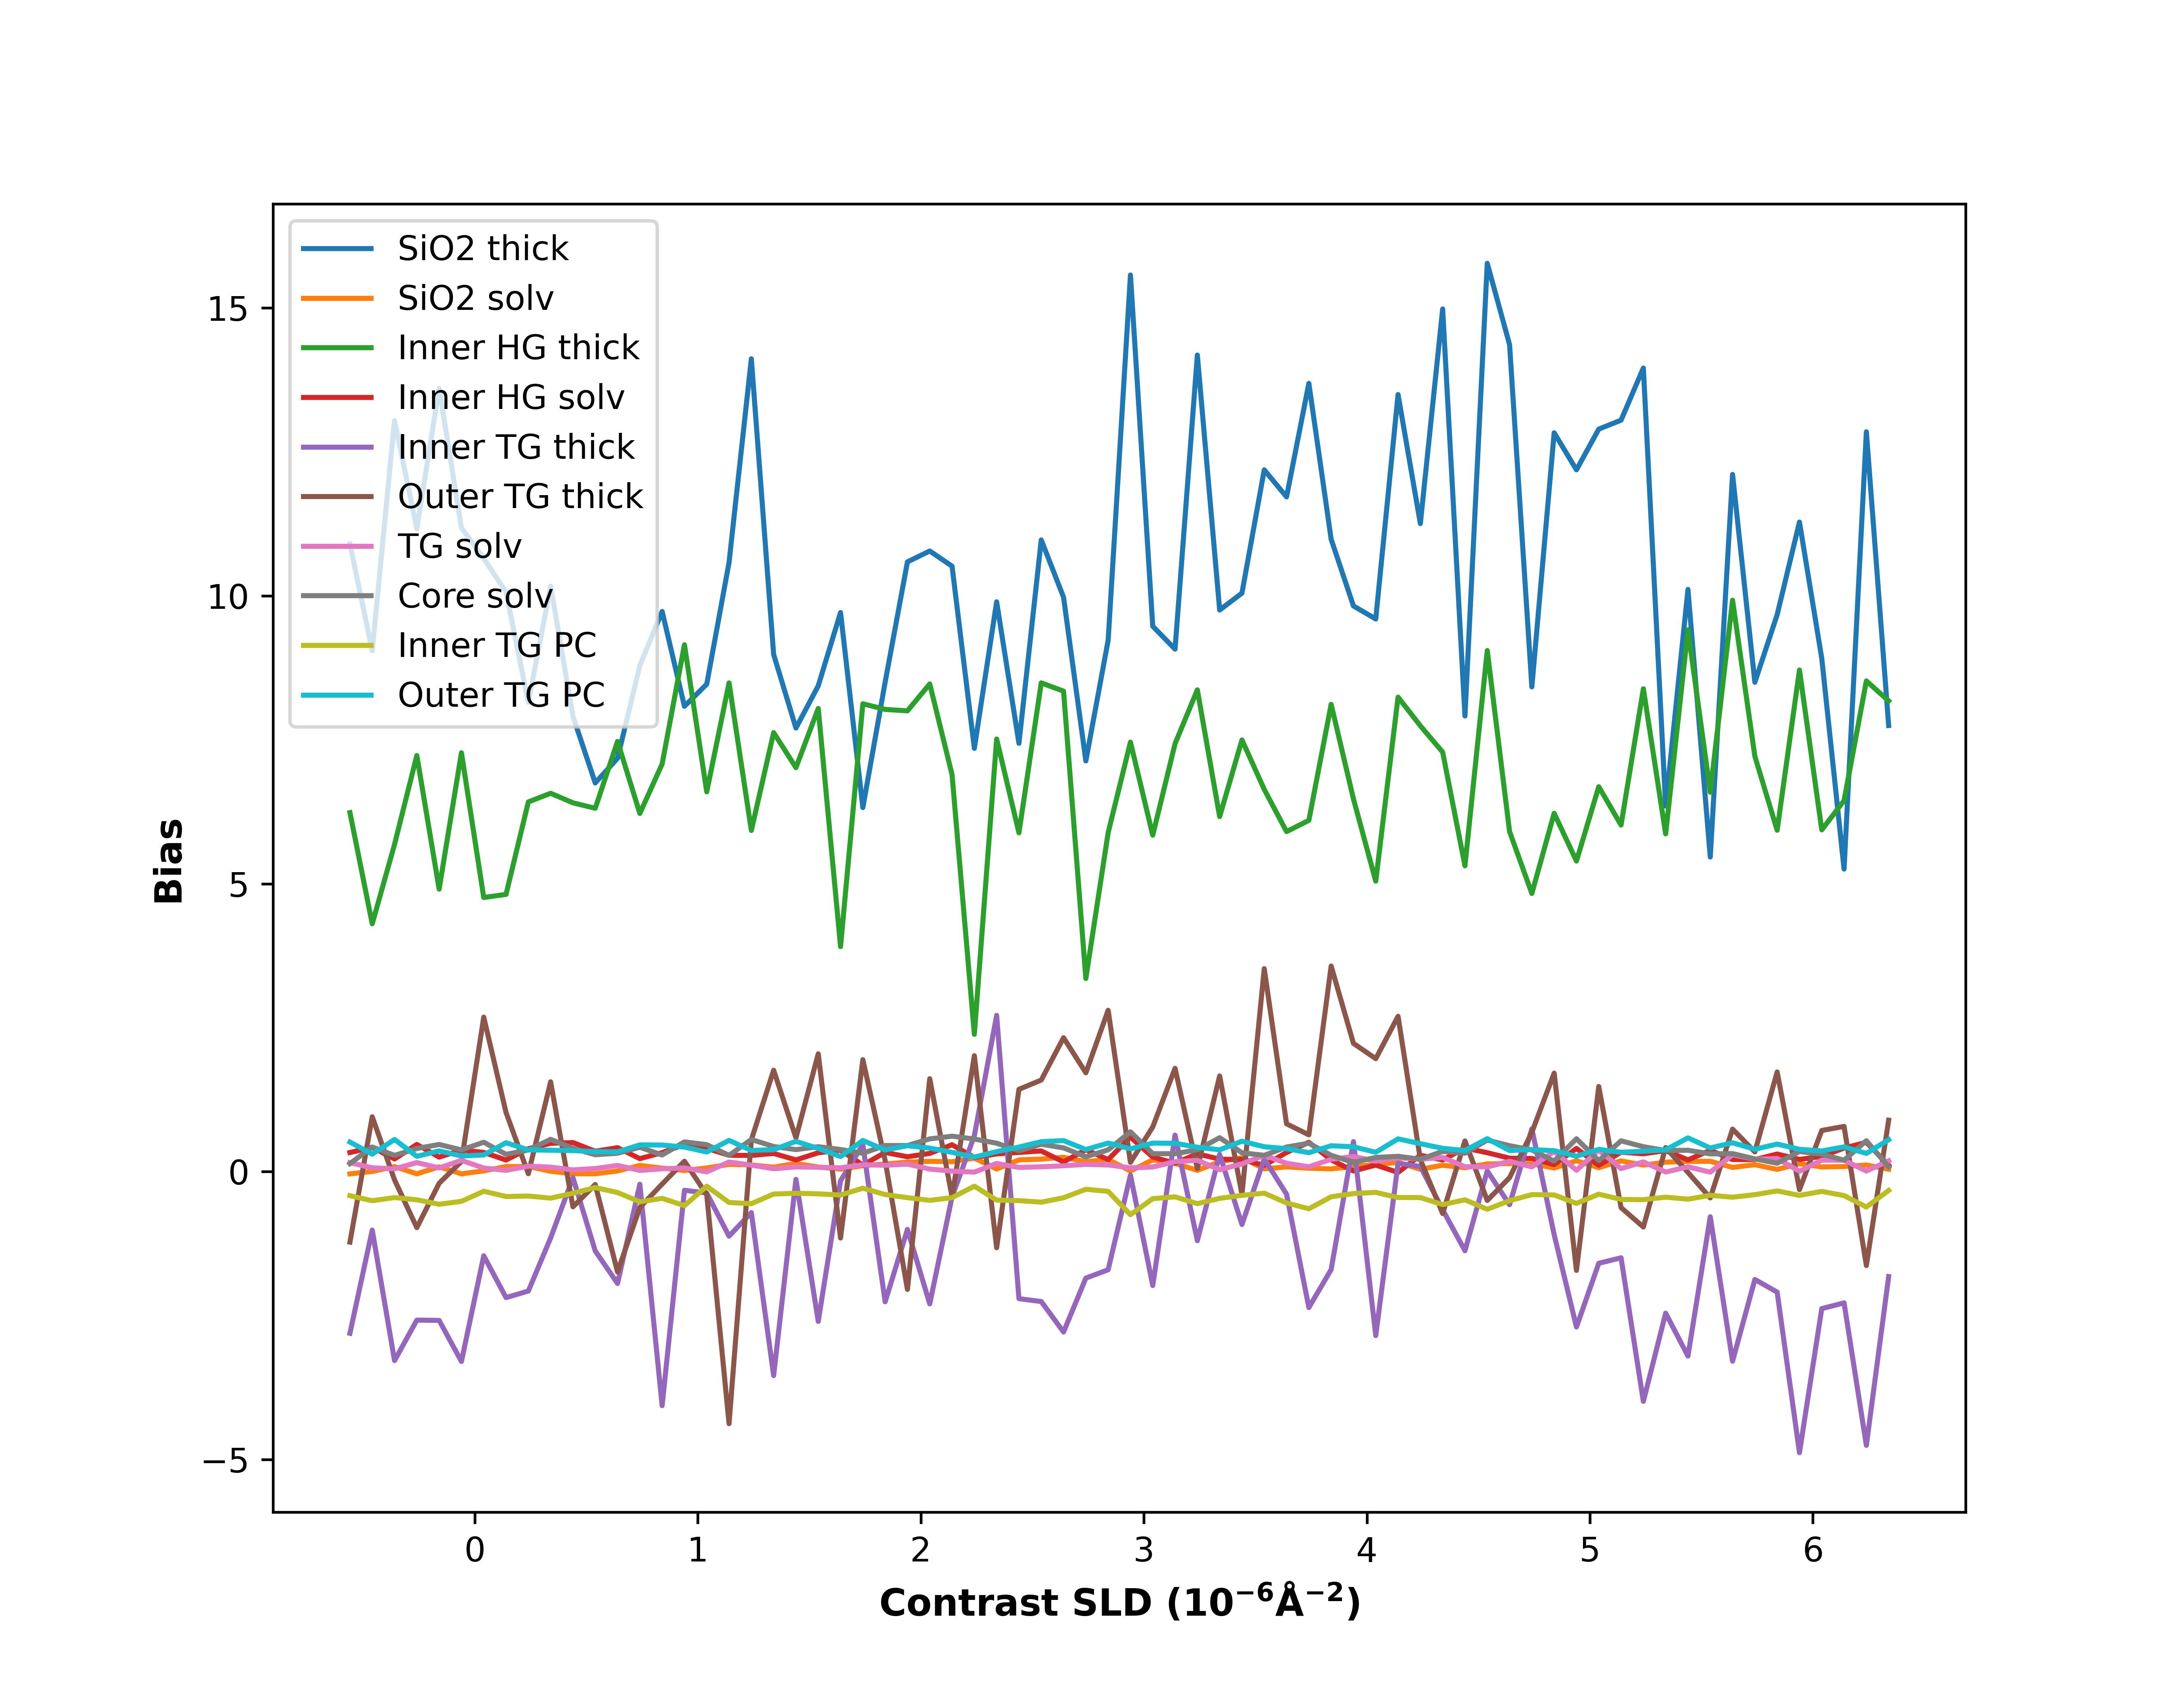 SiO2 thick
SiO2 solv
Inner HG thick
Inner HG solv
Inner TG thick
Outer TG thick
TG solv
Core solv
Inner TG PC
Outer TG PC
15
10
5
0
−5
Bias
0 1 2 3 4 5 6
Contrast SLD (10⁻⁶Å⁻²)